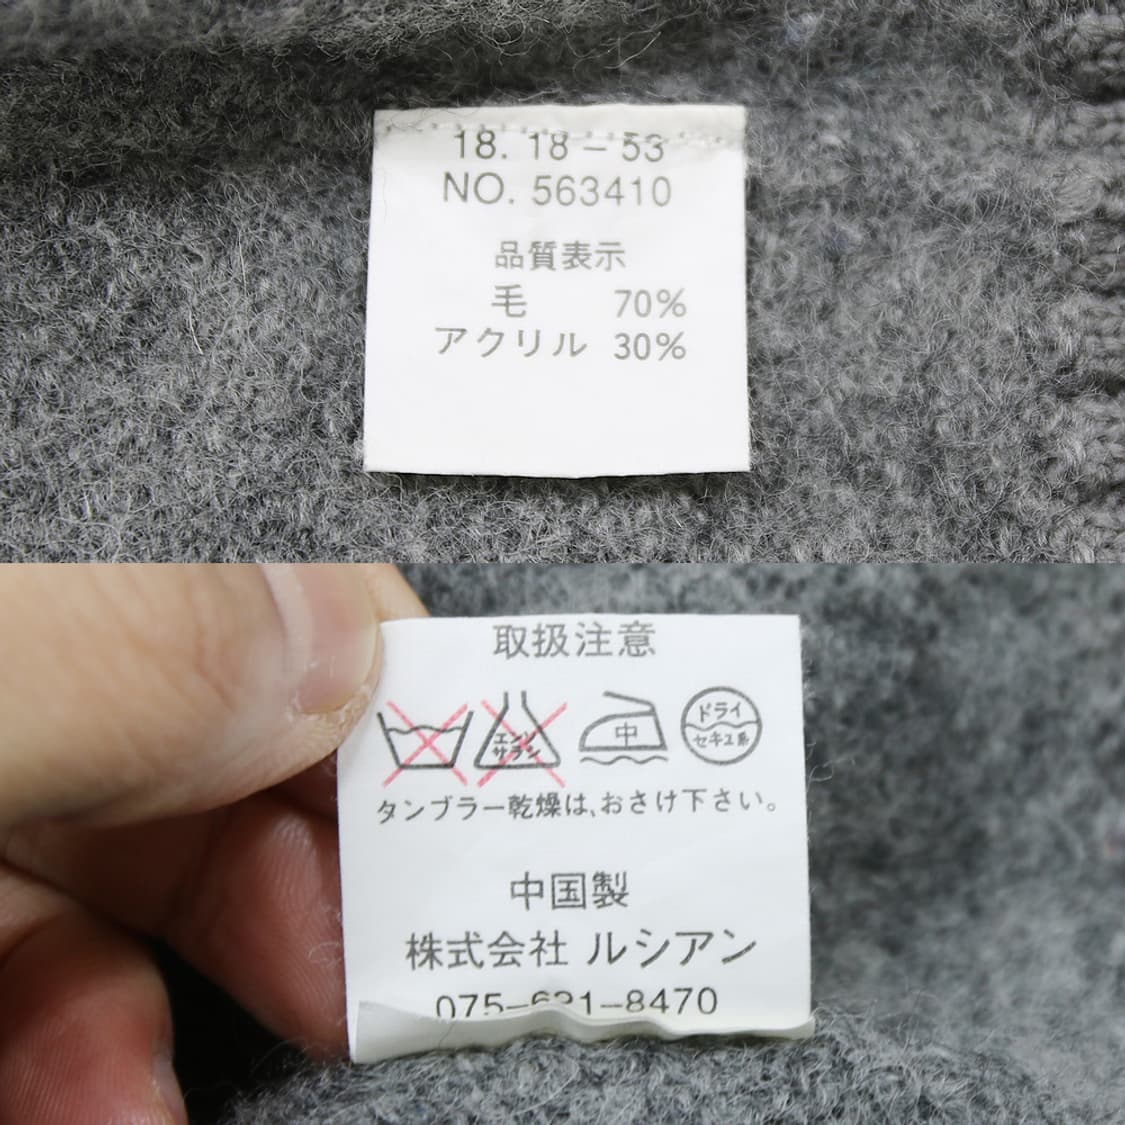 18. 18－53
NO. 563410
品質表示
毛 70%
アクリル 30%
取扱注意
エンソ
サラシ
中
ドライ
セキユ系
タンブラー乾燥は、おさけ下さい。
中国製
株式会社 ルシアン